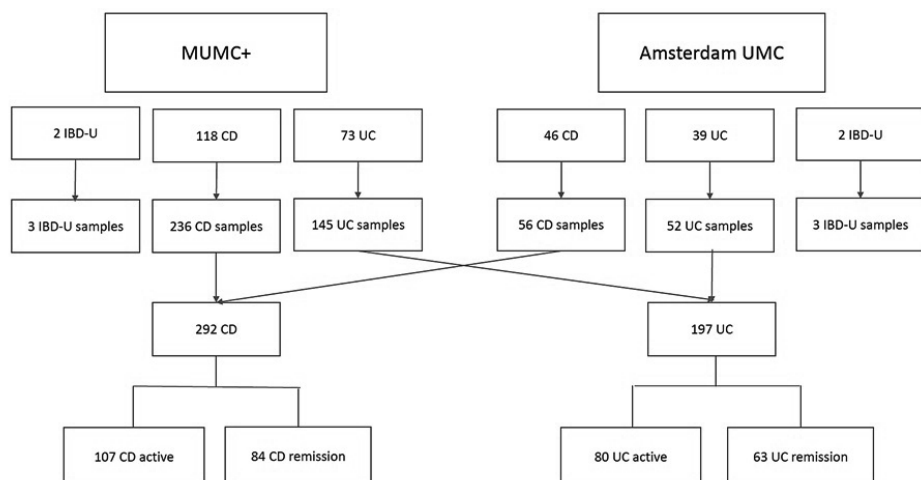 MUMC+
Amsterdam UMC
2 IBD-U
118 CD
73 UC
46 CD
39 UC
2 IBD-U
3 IBD-U samples
236 CD samples
145 UC samples
56 CD samples
52 UC samples
3 IBD-U samples
292 CD
197 UC
107 CD active
84 CD remission
80 UC active
63 UC remission